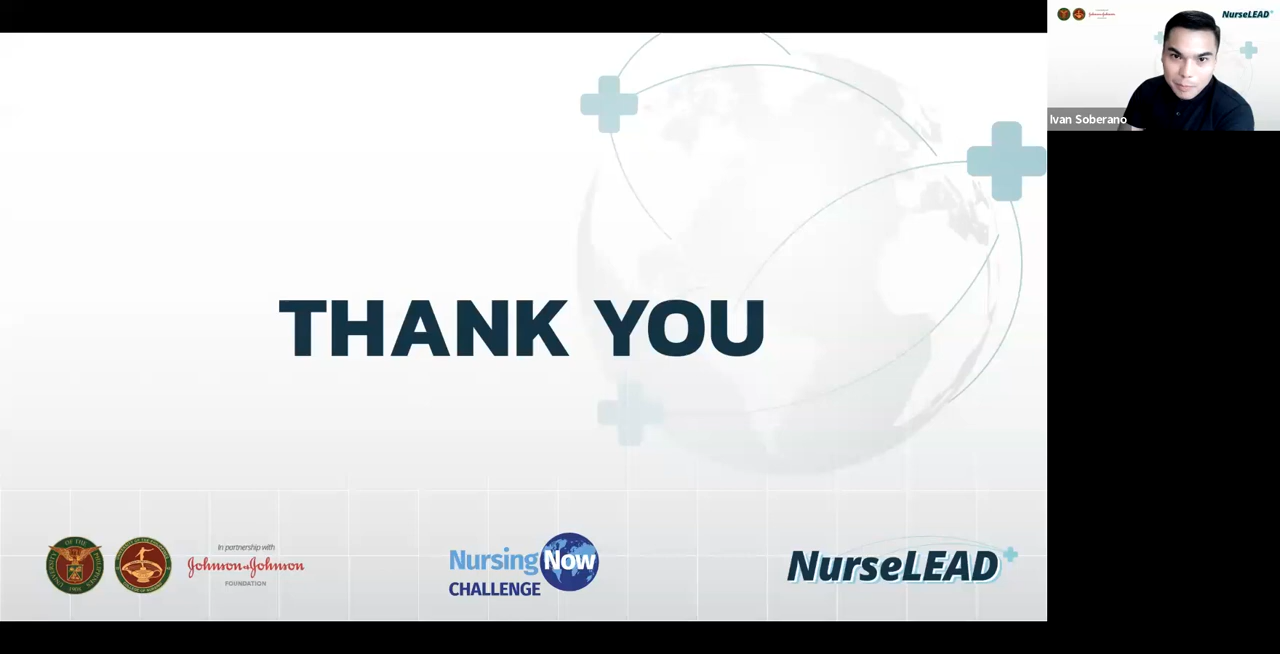 THANK YOU
In partnership with
Johnson & Johnson
FOUNDATION
Nursing Now
CHALLENGE
NurseLEAD
NurseLEAD
Ivan Soberano